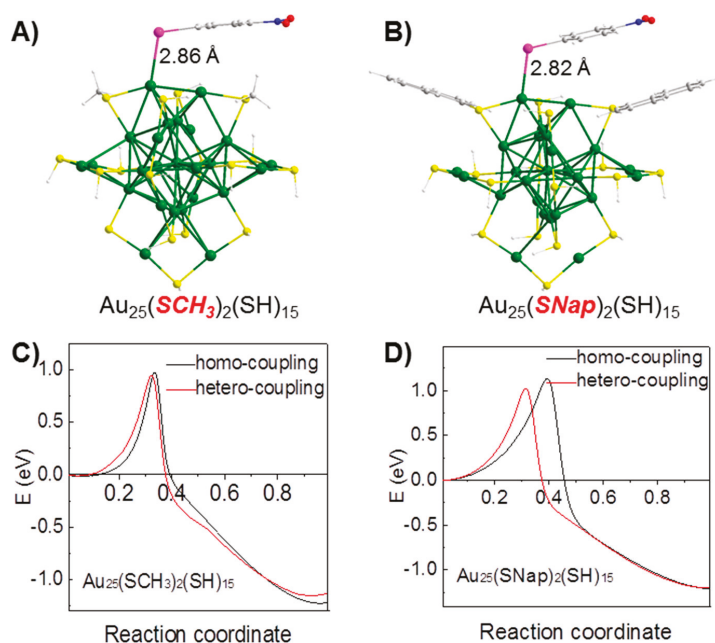 A)
2.86 Å
Au₂₅(SCH₃)₂(SH)₁₅
B)
2.82 Å
Au₂₅(SNap)₂(SH)₁₅
C)
homo-coupling
hetero-coupling
1.0
0.5
0.0
-0.5
-1.0
E (eV)
0.2 0.4 0.6 0.8
Au₂₅(SCH₃)₂(SH)₁₅
Reaction coordinate
D)
homo-coupling
hetero-coupling
1.0
0.5
0.0
-0.5
-1.0
E (eV)
0.2 0.4 0.6 0.8
Au₂₅(SNap)₂(SH)₁₅
Reaction coordinate